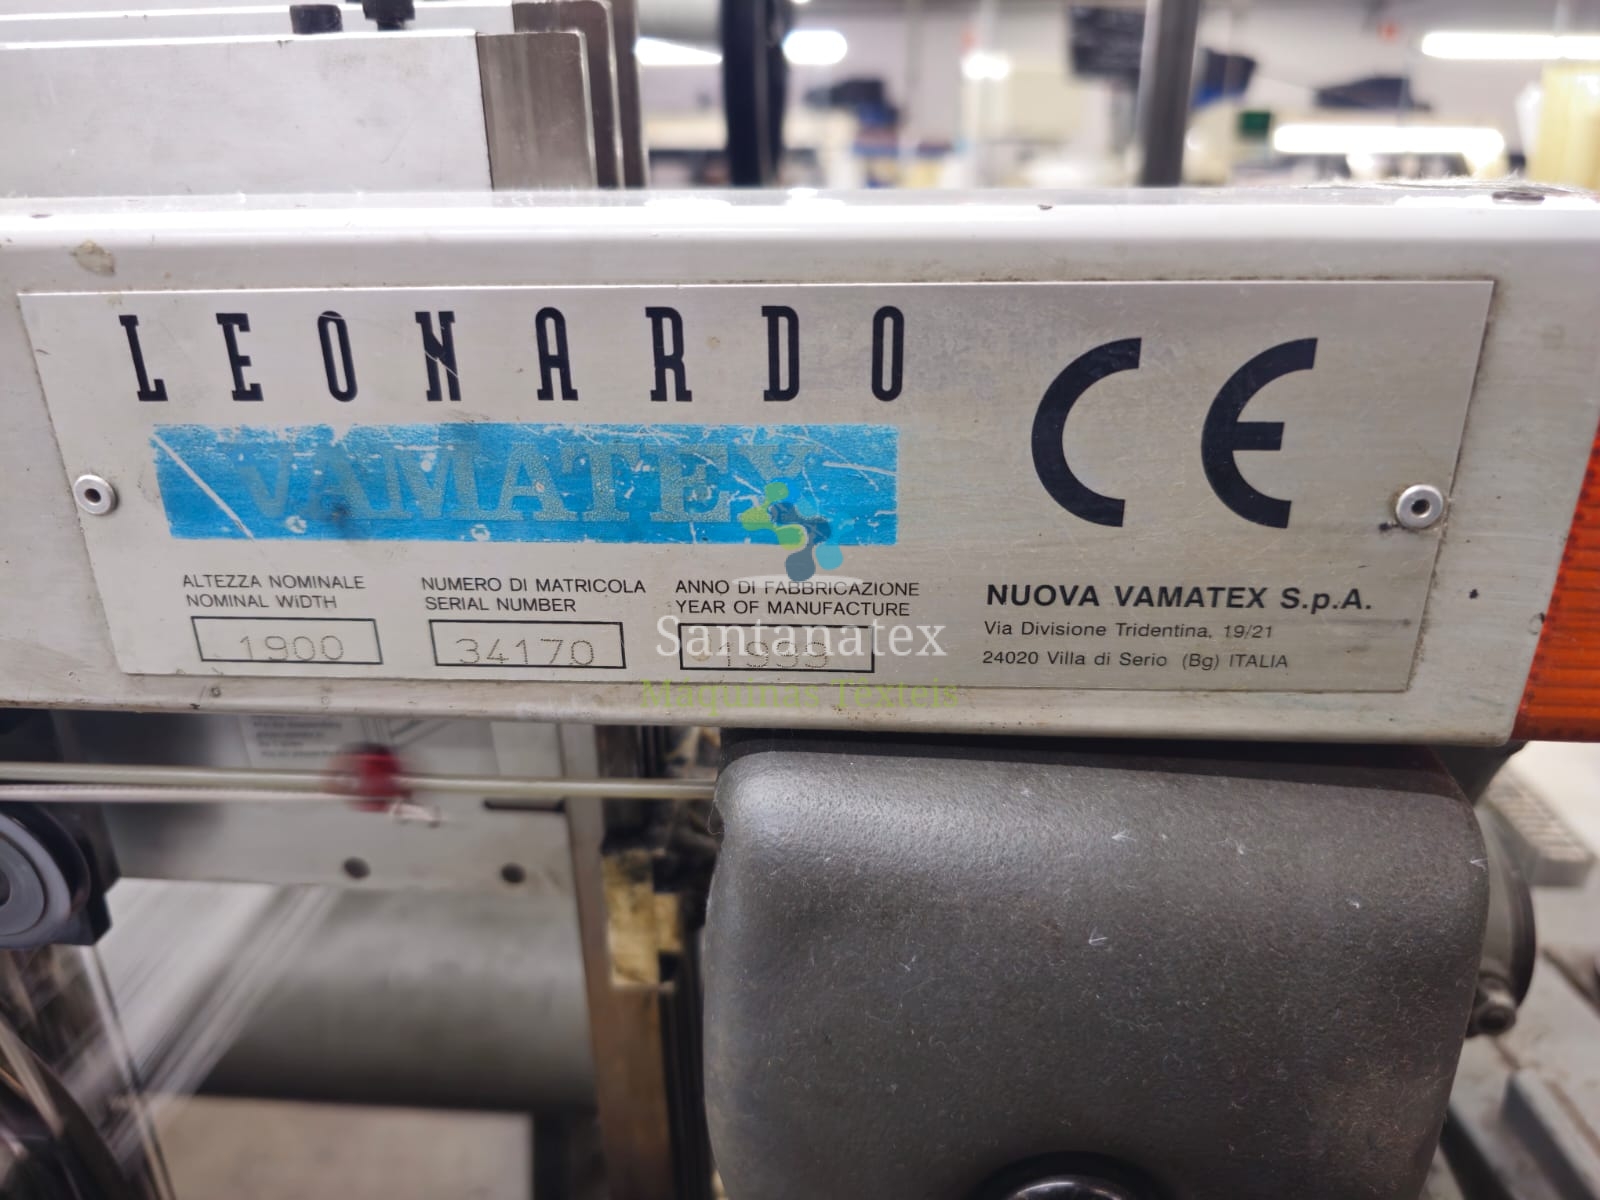 LEONARDO
VAMATEX
CE
ALTEZZA NOMINALE
NOMINAL WIDTH
1900
NUMERO DI MATRICOLA
SERIAL NUMBER
34170
ANNO DI FABBRICAZIONE
YEAR OF MANUFACTURE
1999
NUOVA VAMATEX S.p.A.
Via Divisione Tridentina, 19/21
24020 Villa di Serio (Bg) ITALIA
Santanatex
Máquinas Têxteis